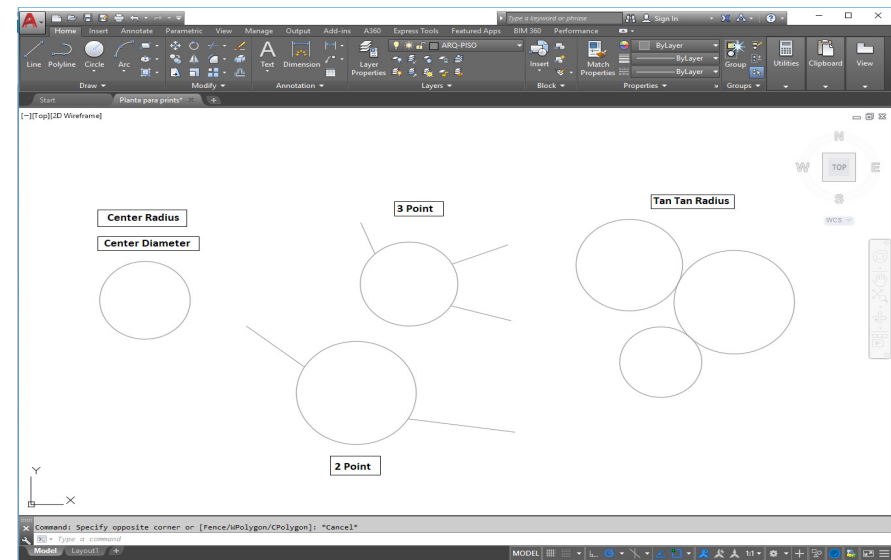 Type a keyword or phrase
Sign In
Home Insert Annotate Parametric View Manage Output Add-ins A360 Express Tools Featured Apps BIM 360 Performance
Line Polyline Circle Arc
Text Dimension
Layer
Properties
ARQ-PISO
Insert
Match
Properties
ByLayer
ByLayer
ByLayer
Group
Utilities
Clipboard
View
Draw Modify Annotation Layers Block Properties Groups
Start Planta para prints*
[−][Top][2D Wireframe]
N
W TOP E
S
WCS
Center Radius
Center Diameter
3 Point
Tan Tan Radius
2 Point
Y
X
Command: Specify opposite corner or [Fence/WPolygon/CPolygon]: *Cancel*
Type a command
Model Layout1 +
MODEL 1:1